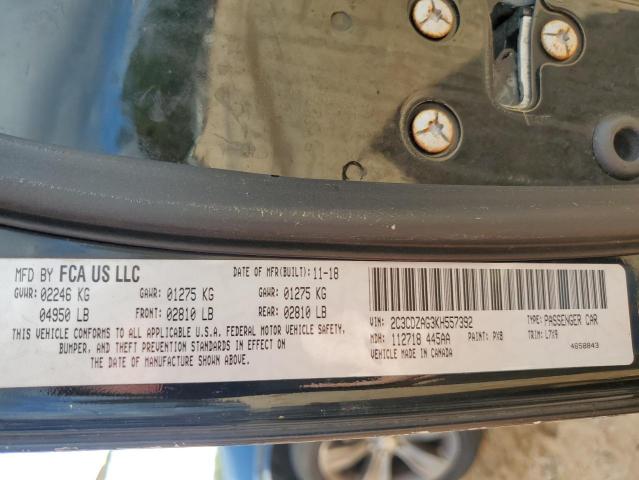 MFD BY FCA US LLC DATE OF MFR(BUILT): 11-18
GVWR: 02246 KG GAWR: 01275 KG GAWR: 01275 KG
04950 LB FRONT: 02810 LB REAR: 02810 LB
THIS VEHICLE CONFORMS TO ALL APPLICABLE U.S.A. FEDERAL MOTOR VEHICLE SAFETY,
BUMPER, AND THEFT PREVENTION STANDARDS IN EFFECT ON
THE DATE OF MANUFACTURE SHOWN ABOVE.
VIN: 2C3CDZAG3KH557392 TYPE: PASSENGER CAR
MDH: 112718 445AA PAINT: PX8 TRIM: L7X9
VEHICLE MADE IN CANADA 4650843